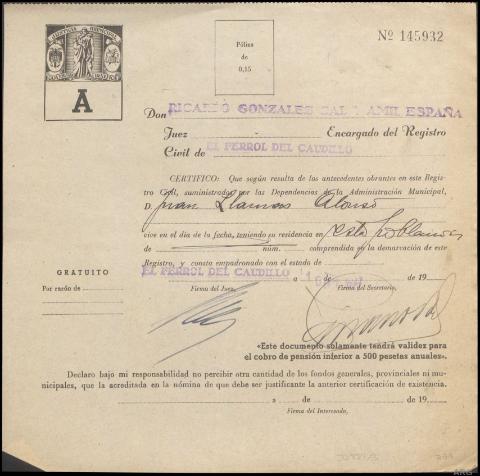 JUSTICIA MUNICIPAL
A
Póliza
de
0,15
Nº 145932
Don RICARDO GONZALES ESPAÑA
Juez - Encargado del Registro
Civil de EL FERROL DEL CAUDILLO
CERTIFICO: Que según resulta de los antecedentes obrantes en este Regis-
tro Civil, suministrados por las Dependencias de la Administración Municipal,
D. Juan Llamas Alonso
vive en el día de la fecha, teniendo su residencia en esta
de núm. comprendida en la demarcación de este
Registro, y consta empadronado con el estado de
EL FERROL DEL CAUDILLO a de de 19
GRATUITO
Por razón de
Firma del Juez,
Firma del Secretario,
«Este documento solamente tendrá validez para
el cobro de pensión inferior a 500 pesetas anuales».
Declaro bajo mi responsabilidad no percibir otra cantidad de los fondos generales, provinciales ni mu-
nicipales, que la acreditada en la nómina de que debe ser justificante la anterior certificación de existencia.
a de de 19
Firma del Interesado,